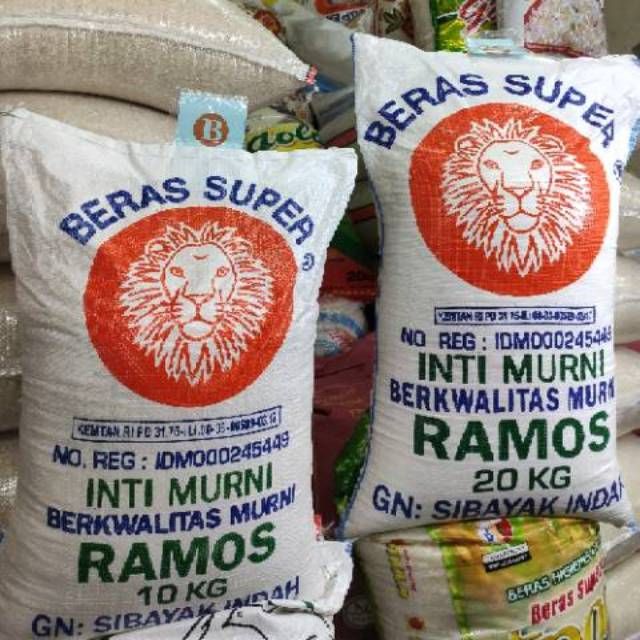 B
BERAS SUPER
®
NO. REG : IDM000245449
INTI MURNI
BERKWALITAS MURNI
RAMOS
10 KG
GN: SIBAYAK INDAH
BERAS SUPER
NO REG : IDM000245449
INTI MURNI
BERKWALITAS MURNI
RAMOS
20 KG
GN: SIBAYAK INDAH
Beras Super